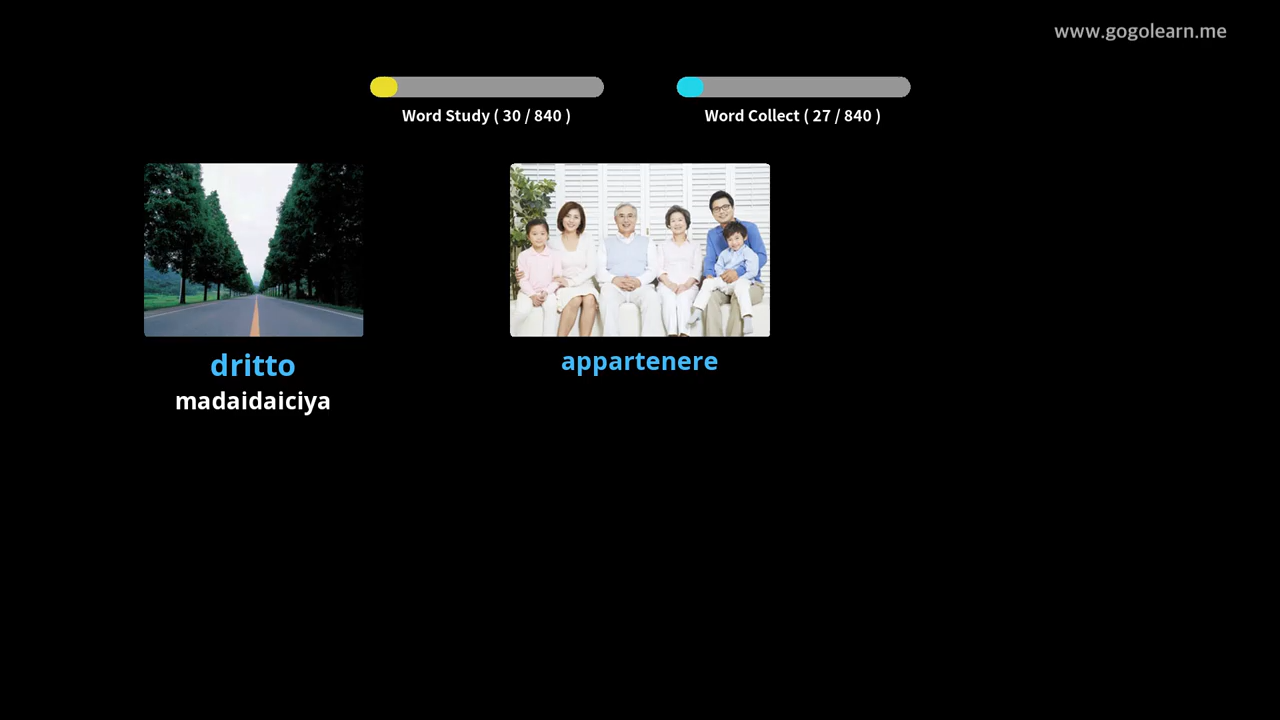 www.gogolearn.me
Word Study ( 30 / 840 )
Word Collect ( 27 / 840 )
dritto
madaidaiciya
appartenere